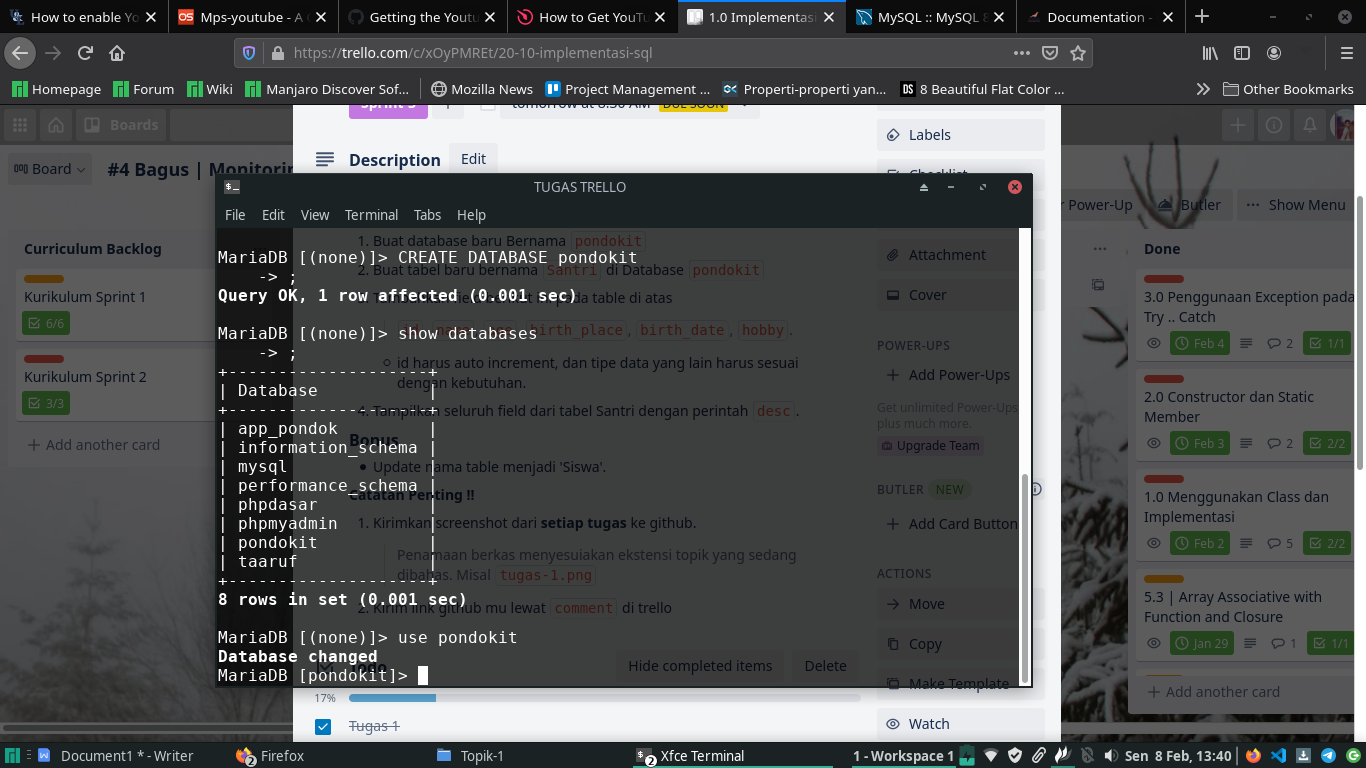 How to enable Yo
Mps-youtube - A C
Getting the Youtu
How to Get YouTu
1.0 Implementasi
MySQL :: MySQL 8
Documentation -
https://trello.com/c/xOyPMREt/20-10-implementasi-sql
Homepage
Forum
Wiki
Manjaro Discover Sof...
Mozilla News
Project Management ...
Properti-properti yan...
8 Beautiful Flat Color ...
Other Bookmarks
Boards
tomorrow at 8:30 AM DUE SOON
Labels
Description
Edit
Checklist
Board
#4 Bagus | Monitorin
Power-Up
Butler
Show Menu
TUGAS TRELLO
File Edit View Terminal Tabs Help
MariaDB [(none)]> CREATE DATABASE pondokit
-> ;
Query OK, 1 row affected (0.001 sec)
MariaDB [(none)]> show databases
-> ;
+--------------------+
| Database           |
+--------------------+
| app_pondok         |
| information_schema |
| mysql              |
| performance_schema |
| phpdasar           |
| phpmyadmin         |
| pondokit           |
| taaruf             |
+--------------------+
8 rows in set (0.001 sec)
MariaDB [(none)]> use pondokit
Database changed
MariaDB [pondokit]>
1. Buat database baru Bernama pondokit
2. Buat tabel baru bernama Santri di Database pondokit
pada table di atas
birth_place, birth_date, hobby.
id harus auto increment, dan tipe data yang lain harus sesuai
dengan kebutuhan.
4. Tampilkan seluruh field dari tabel Santri dengan perintah desc.
Bonus
Update nama table menjadi 'Siswa'.
Catatan Penting !!
1. Kirimkan screenshot dari setiap tugas ke github.
Penamaan berkas menyesuaikan ekstensi topik yang sedang
dibahas. Misal tugas-1.png
2. Kirim link github mu lewat comment di trello
Hide completed items
Delete
17%
Tugas 1
Attachment
Cover
POWER-UPS
Add Power-Ups
Get unlimited Power-Ups
plus much more.
Upgrade Team
BUTLER NEW
Add Card Button
ACTIONS
Move
Copy
Make Template
Watch
Curriculum Backlog
Kurikulum Sprint 1
6/6
Kurikulum Sprint 2
3/3
Add another card
Done
3.0 Penggunaan Exception pada
Try .. Catch
Feb 4 2 1/1
2.0 Constructor dan Static
Member
Feb 3 2 2/2
1.0 Menggunakan Class dan
Implementasi
Feb 2 5 2/2
5.3 | Array Associative with
Function and Closure
Jan 29 1 1/1
Add another card
Document1 * - Writer
2 Firefox
Topik-1
2 Xfce Terminal
1 - Workspace 1
Sen 8 Feb, 13:40